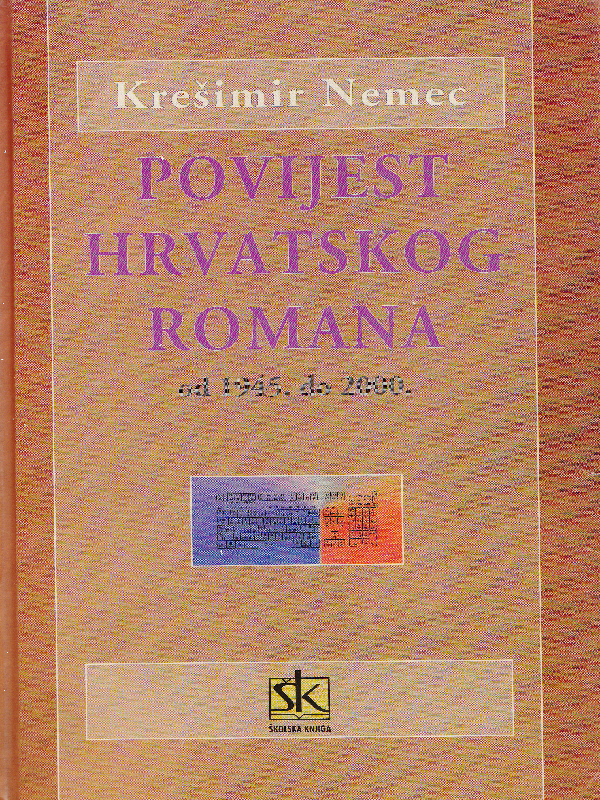 Krešimir Nemec
POVIJEST
HRVATSKOG
ROMANA
od 1945. do 2000.
šk
ŠKOLSKA KNJIGA